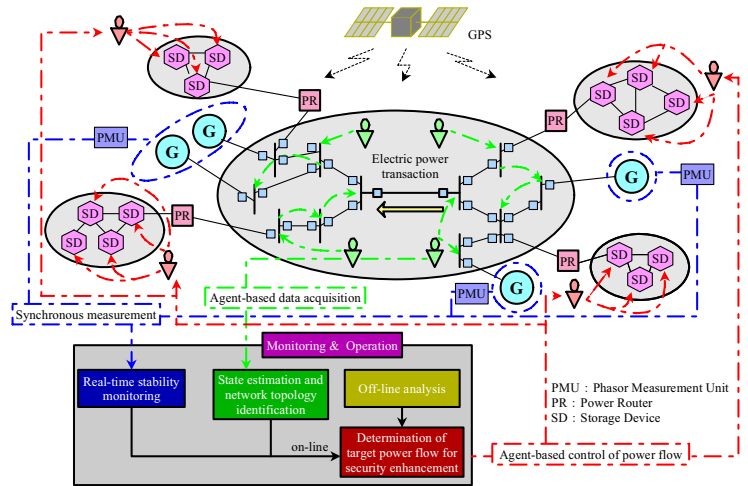 GPS
SD
SD
SD
PR
SD
SD
SD
SD
PR
PMU
G
G
Electric power
transaction
G
PMU
SD
SD
SD
SD
PR
PR
SD
SD
SD
PMU
G
Agent-based data acquisition
Synchronous measurement
Monitoring & Operation
Real-time stability
monitoring
State estimation and
network topology
identification
Off-line analysis
on-line
Determination of
target power flow for
security enhancement
PMU : Phasor Measurement Unit
PR : Power Router
SD : Storage Device
Agent-based control of power flow